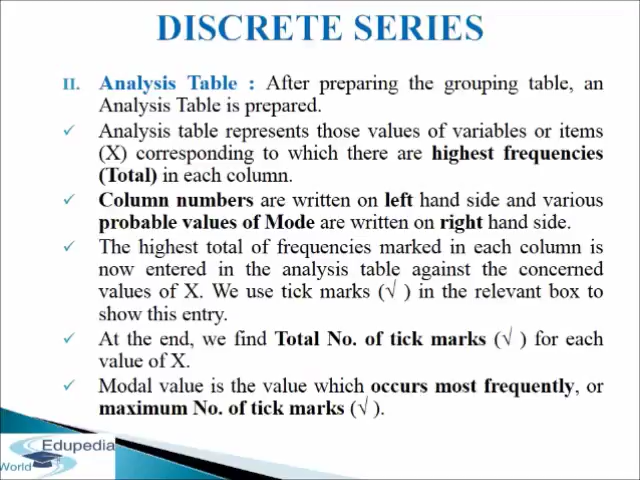 DISCRETE SERIES
II. Analysis Table : After preparing the grouping table, an
Analysis Table is prepared.
✓ Analysis table represents those values of variables or items
(X) corresponding to which there are highest frequencies
(Total) in each column.
✓ Column numbers are written on left hand side and various
probable values of Mode are written on right hand side.
✓ The highest total of frequencies marked in each column is
now entered in the analysis table against the concerned
values of X. We use tick marks (√ ) in the relevant box to
show this entry.
✓ At the end, we find Total No. of tick marks (√ ) for each
value of X.
✓ Modal value is the value which occurs most frequently, or
maximum No. of tick marks (√ ).
Edupedia
World